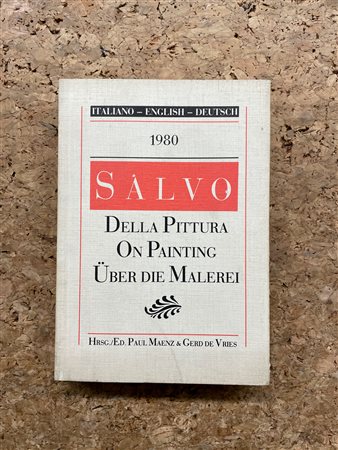 ITALIANO – ENGLISH – DEUTSCH
1980
SALVO
DELLA PITTURA
ON PAINTING
ÜBER DIE MALEREI
HRSG./ED. PAUL MAENZ & GERD DE VRIES